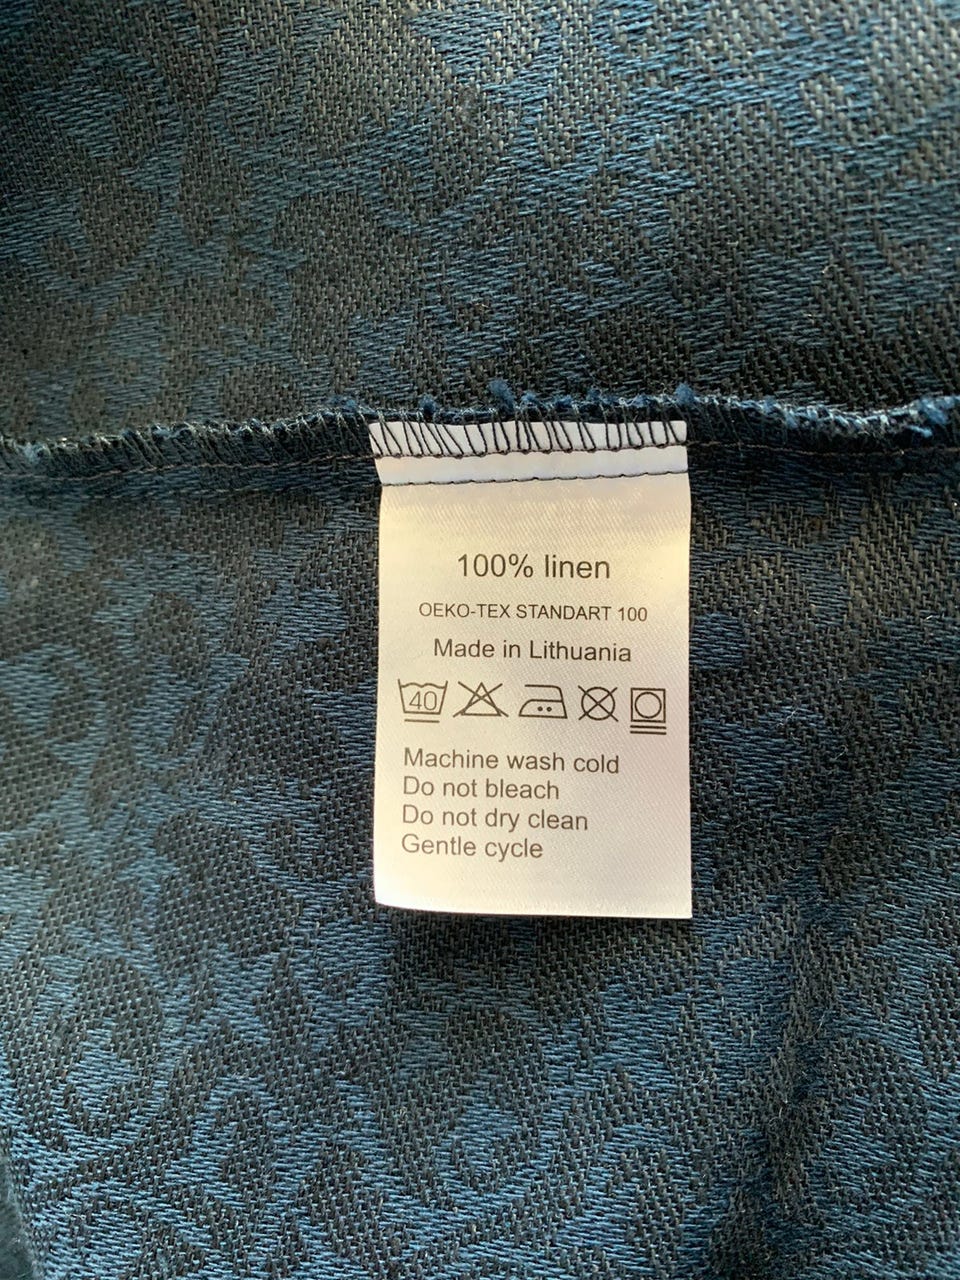 100% linen
OEKO-TEX STANDART 100
Made in Lithuania
40
Machine wash cold
Do not bleach
Do not dry clean
Gentle cycle